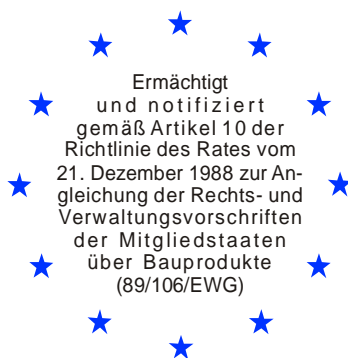 Ermächtigt
und notifiziert
gemäß Artikel 10 der
Richtlinie des Rates vom
21. Dezember 1988 zur An-
gleichung der Rechts- und
Verwaltungsvorschriften
der Mitgliedstaaten
über Bauprodukte
(89/106/EWG)